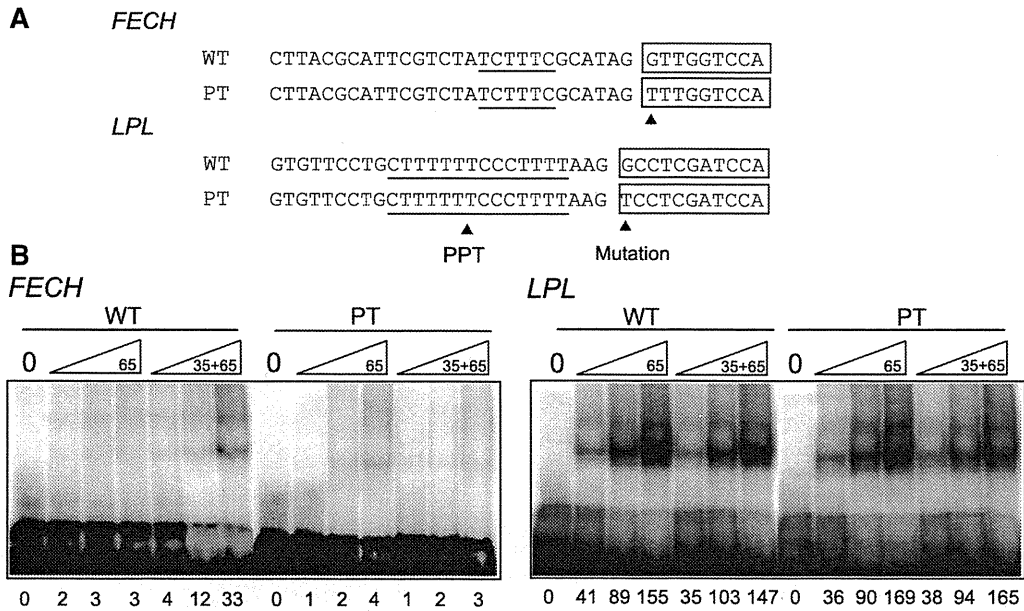 A
FECH
WT CTTACGCATTCGTCTATCTTTCGCATAG GTTGGTCCA
PT CTTACGCATTCGTCTATCTTTCGCATAG TTTGGTCCA
LPL
WT GTGTTCCTGCTTTTTTCCCTTTTAAG GCCTCGATCCA
PT GTGTTCCTGCTTTTTTCCCTTTTAAG TCCTCGATCCA
PPT Mutation
B
FECH LPL
WT PT WT PT
0 65 35+65 0 65 35+65 0 65 35+65 0 65 35+65
0 2 3 3 4 12 33 0 1 2 4 1 2 3 0 41 89 155 35 103 147 0 36 90 169 38 94 165